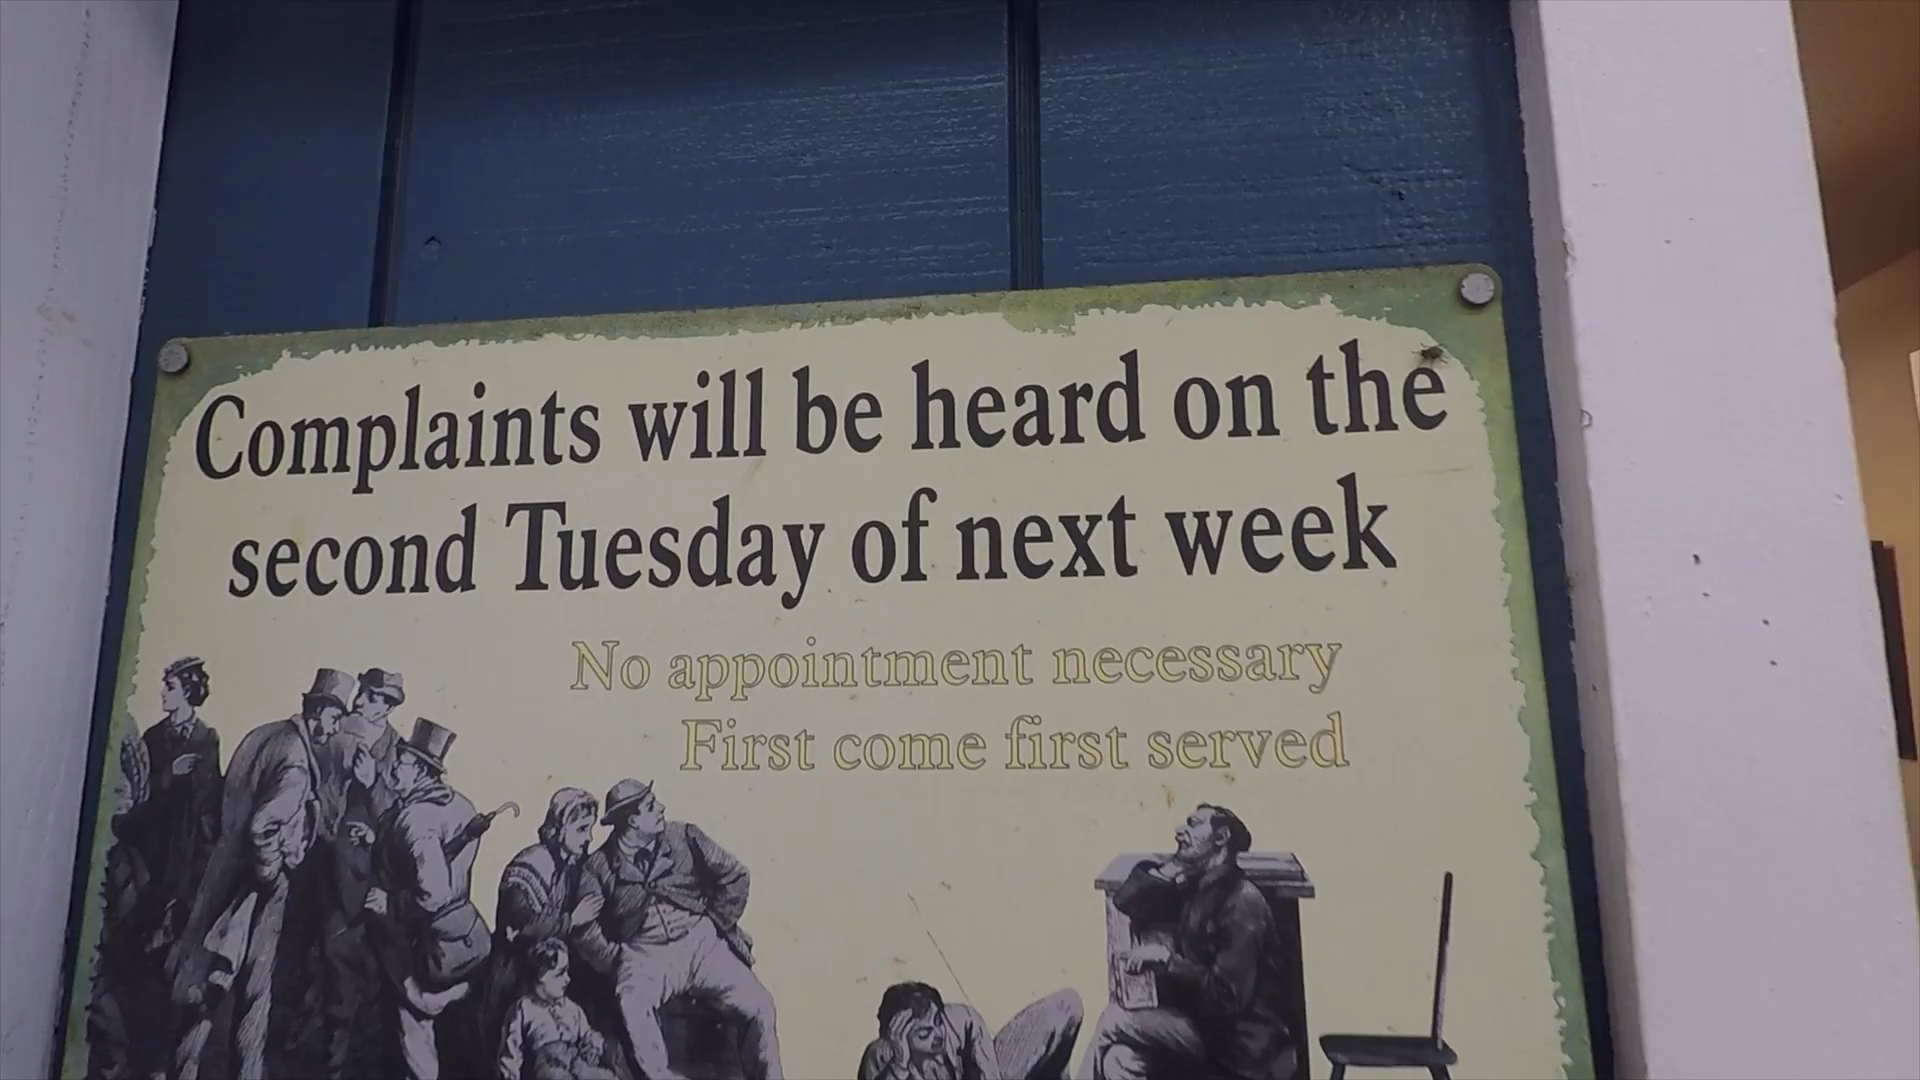 Complaints will be heard on the
second Tuesday of next week
No appointment necessary
First come first served